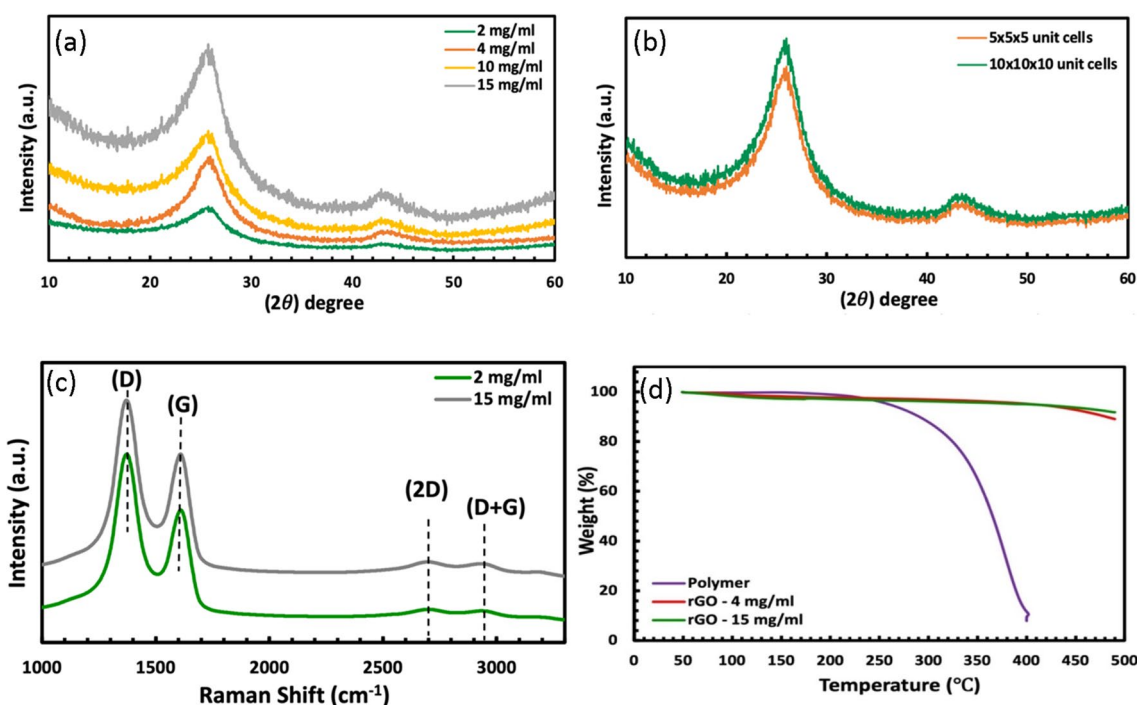 (a)
2 mg/ml
4 mg/ml
10 mg/ml
15 mg/ml
Intensity (a.u.)
10 20 30 40 50 60
(2θ) degree
(b)
5x5x5 unit cells
10x10x10 unit cells
Intensity (a.u.)
10 20 30 40 50 60
(2θ) degree
(c)
(D)
(G)
(2D)
(D+G)
2 mg/ml
15 mg/ml
Intensity (a.u.)
1000 1500 2000 2500 3000
Raman Shift (cm⁻¹)
(d)
100
80
60
40
20
0
Weight (%)
Polymer
rGO - 4 mg/ml
rGO - 15 mg/ml
0 50 100 150 200 250 300 350 400 450 500
Temperature (℃)